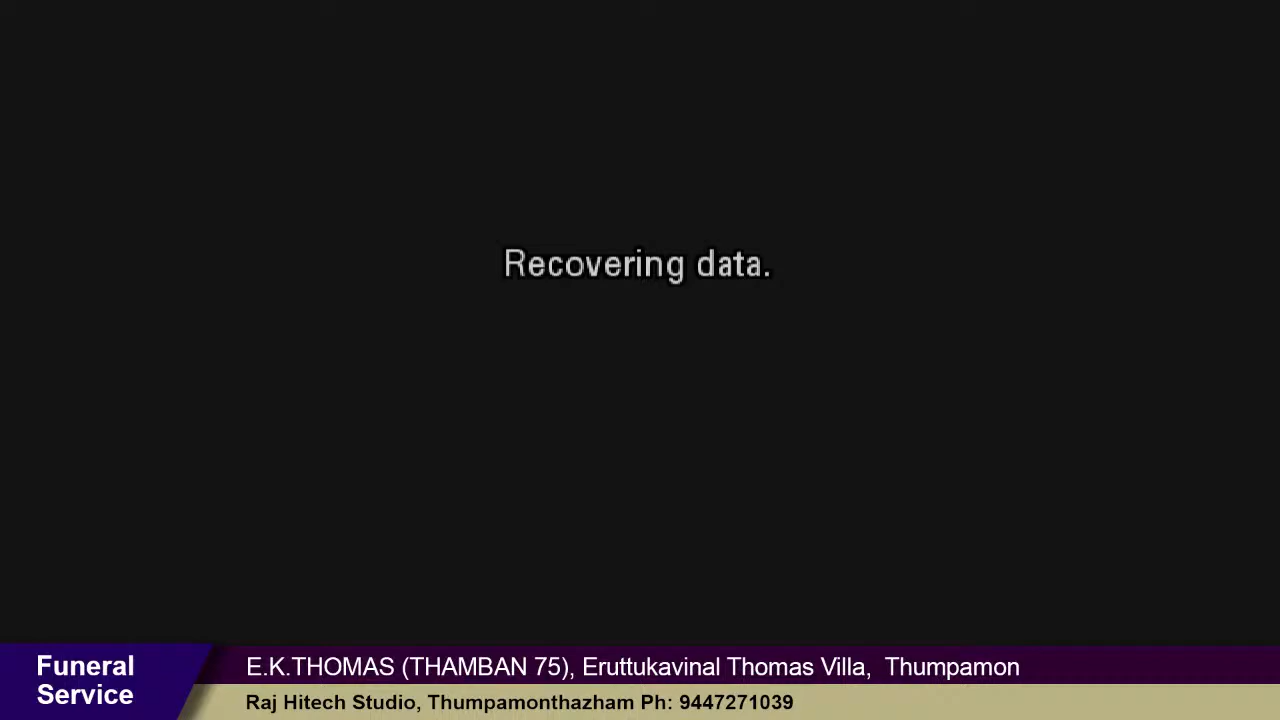 Recovering data.
Funeral
Service
E.K.THOMAS (THAMBAN 75), Eruttukavinal Thomas Villa, Thumpamon
Raj Hitech Studio, Thumpamonthazham Ph: 9447271039